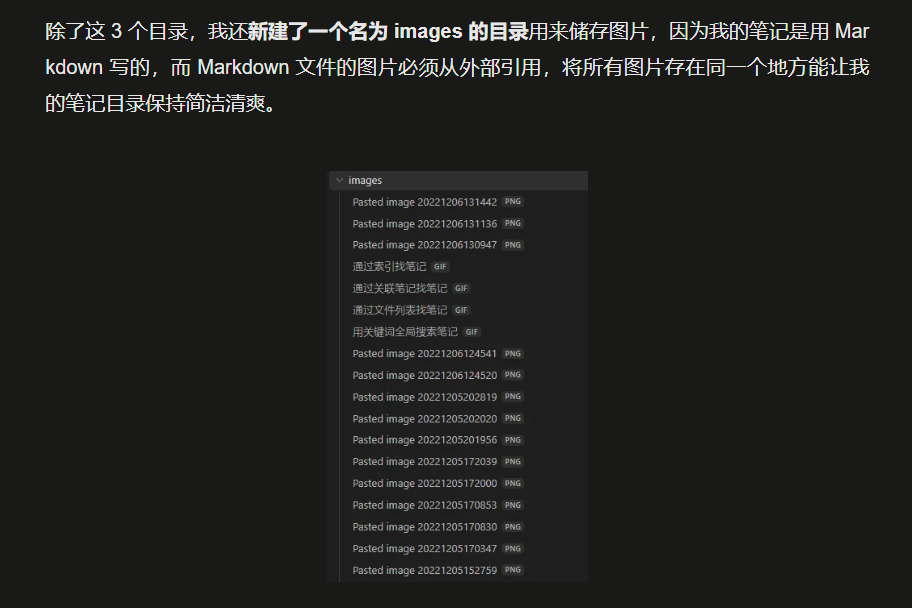 除了这 3 个目录，我还新建了一个名为 images 的目录用来储存图片，因为我的笔记是用 Mar
kdown 写的，而 Markdown 文件的图片必须从外部引用，将所有图片存在同一个地方能让我
的笔记目录保持简洁清爽。
images
Pasted image 20221206131442 PNG
Pasted image 20221206131136 PNG
Pasted image 20221206130947 PNG
通过索引找笔记 GIF
通过关联笔记找笔记 GIF
通过文件列表找笔记 GIF
用关键词全局搜索笔记 GIF
Pasted image 20221206124541 PNG
Pasted image 20221206124520 PNG
Pasted image 20221205202819 PNG
Pasted image 20221205202020 PNG
Pasted image 20221205201956 PNG
Pasted image 20221205172039 PNG
Pasted image 20221205172000 PNG
Pasted image 20221205170853 PNG
Pasted image 20221205170830 PNG
Pasted image 20221205170347 PNG
Pasted image 20221205152759 PNG